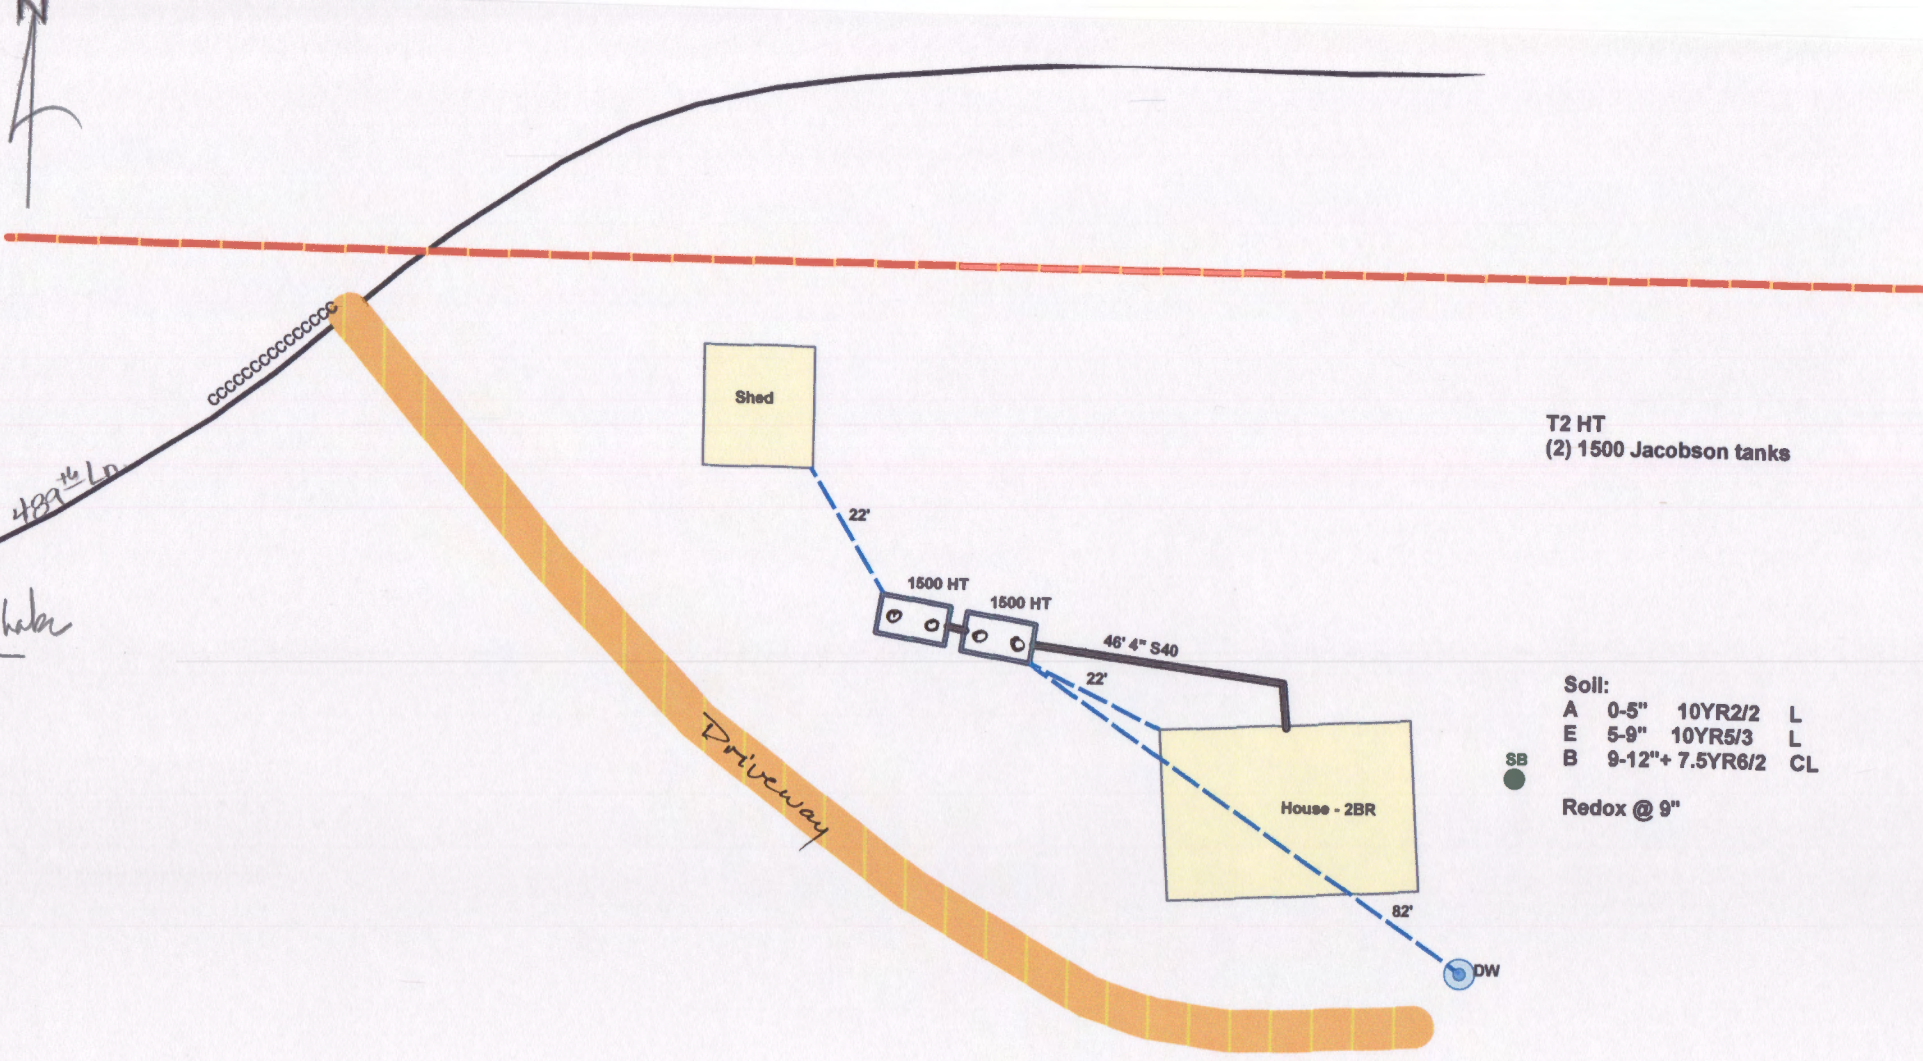 N
CCCCCCCCCCCCCCC
489th Ln
Shed
T2 HT
(2) 1500 Jacobson tanks
22'
1500 HT
1500 HT
46' 4" S40
22'
Driveway
Soil:
A 0-5" 10YR2/2 L
E 5-9" 10YR5/3 L
B 9-12"+ 7.5YR6/2 CL
SB
Redox @ 9"
House - 2BR
82'
DW